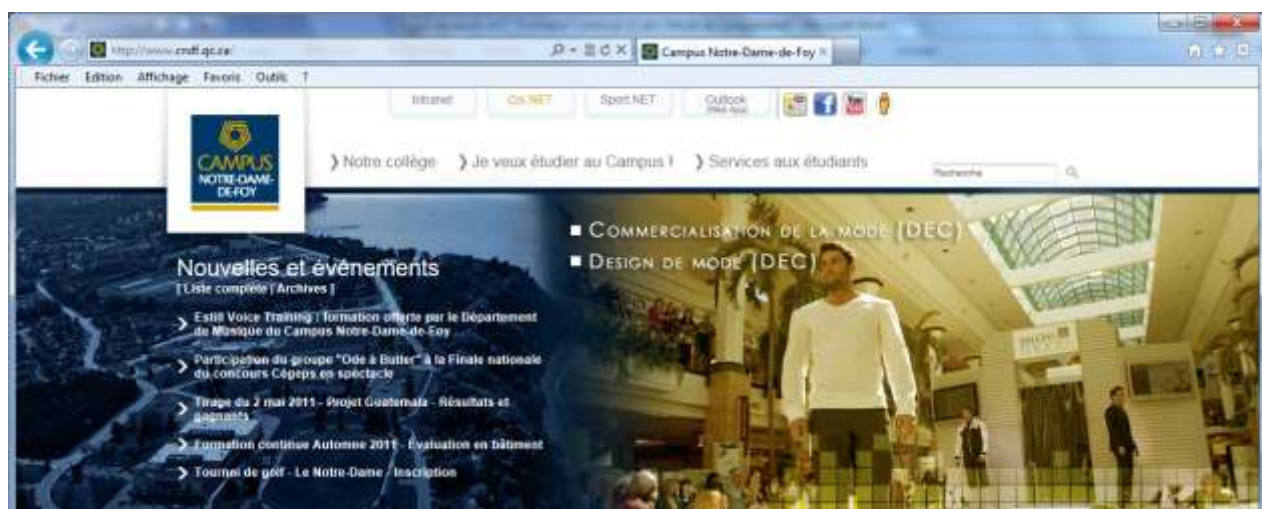 http://www.cndf.qc.ca/
Campus Notre-Dame-de-Foy
Fichier Edition Affichage Favoris Outils ?
Intranet Col.NET Sport.NET Outlook
CAMPUS
NOTRE-DAME-
DE-FOY
Notre collège Je veux étudier au Campus ! Services aux étudiants
Recherche
Nouvelles et événements
[ Liste complète | Archives ]
Estill Voice Training : formation offerte par le Département
de Musique du Campus Notre-Dame-de-Foy
Participation du groupe "Ode à Butter" à la Finale nationale
du concours Cégeps en spectacle
Tirage du 2 mai 2011 - Projet Guatemala - Résultats et
gagnants
Formation continue Automne 2011 - Évaluation en bâtiment
Tournoi de golf - Le Notre-Dame - Inscription
COMMERCIALISATION DE LA MODE (DEC)
DESIGN DE MODE (DEC)